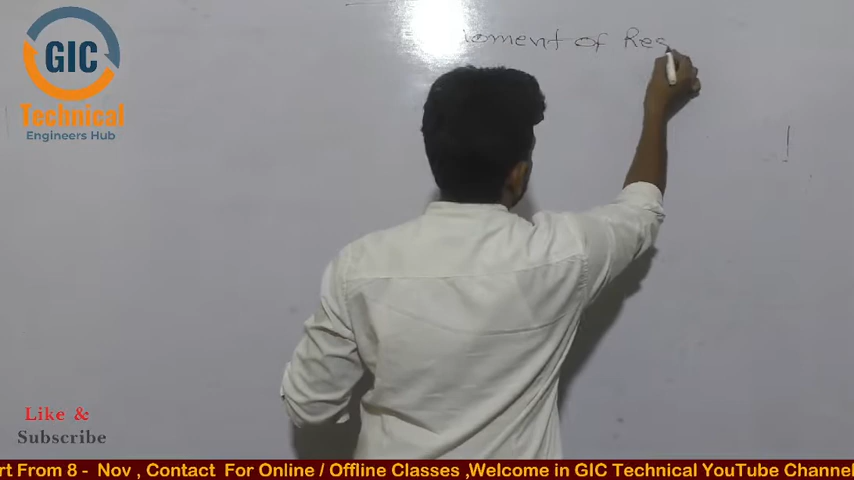 GIC
Technical
Engineers Hub
oment of Res
Like &
Subscribe
rt From 8 - Nov , Contact For Online / Offline Classes ,Welcome in GIC Technical YouTube Channel